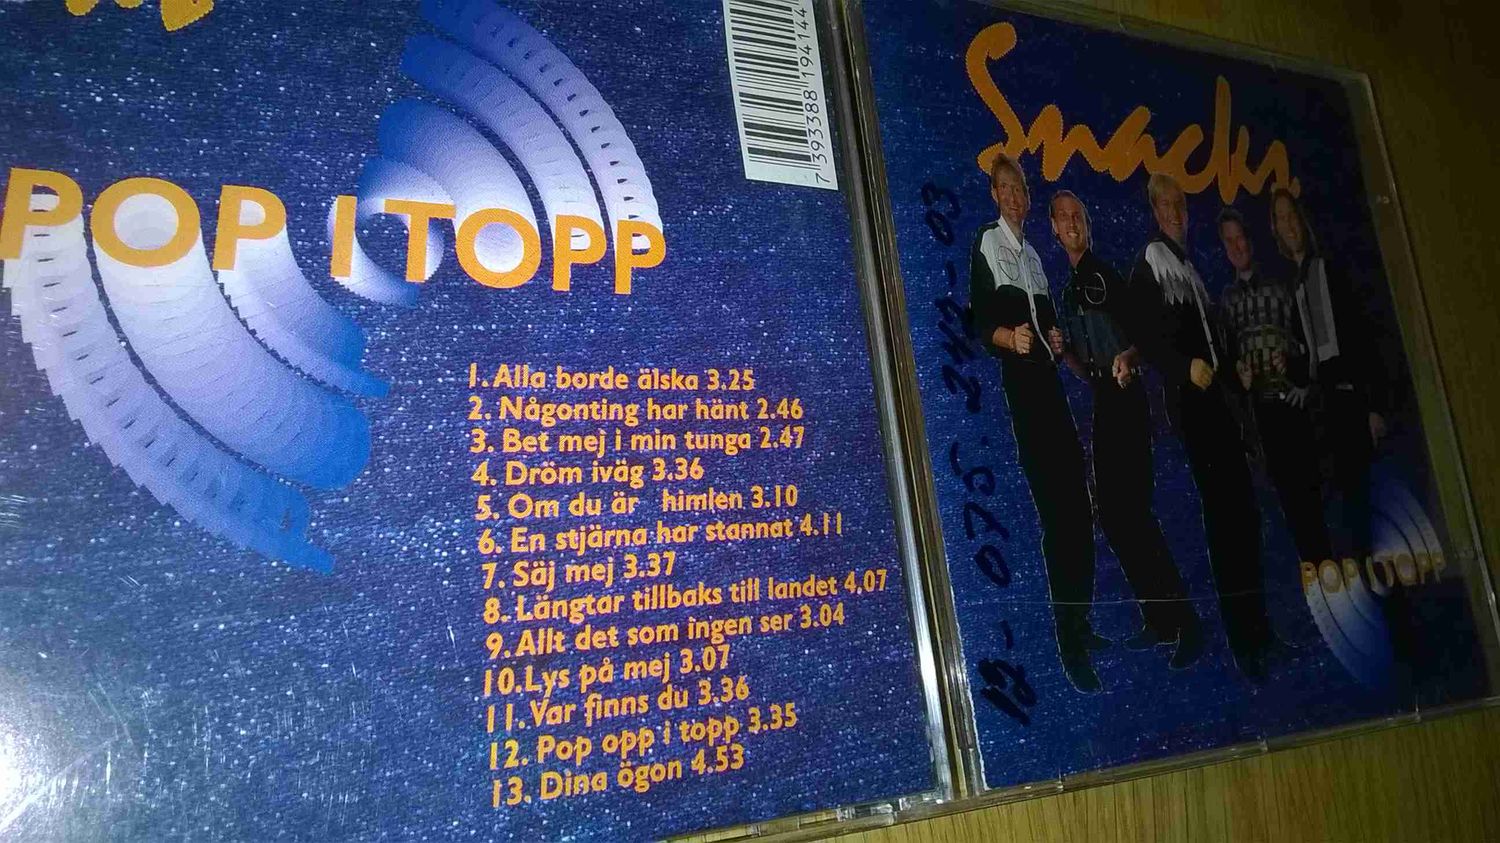 POP I TOPP
1. Alla borde älska 3.25
2. Någonting har hänt 2.46
3. Bet mej i min tunga 2.47
4. Dröm iväg 3.36
5. Om du är himlen 3.10
6. En stjärna har stannat 4.11
7. Säj mej 3.37
8. Längtar tillbaks till landet 4.07
9. Allt det som ingen ser 3.04
10. Lys på mej 3.07
11. Var finns du 3.36
12. Pop opp i topp 3.35
13. Dina ögon 4.53
7 393388 194144
Snacks
POP I TOPP